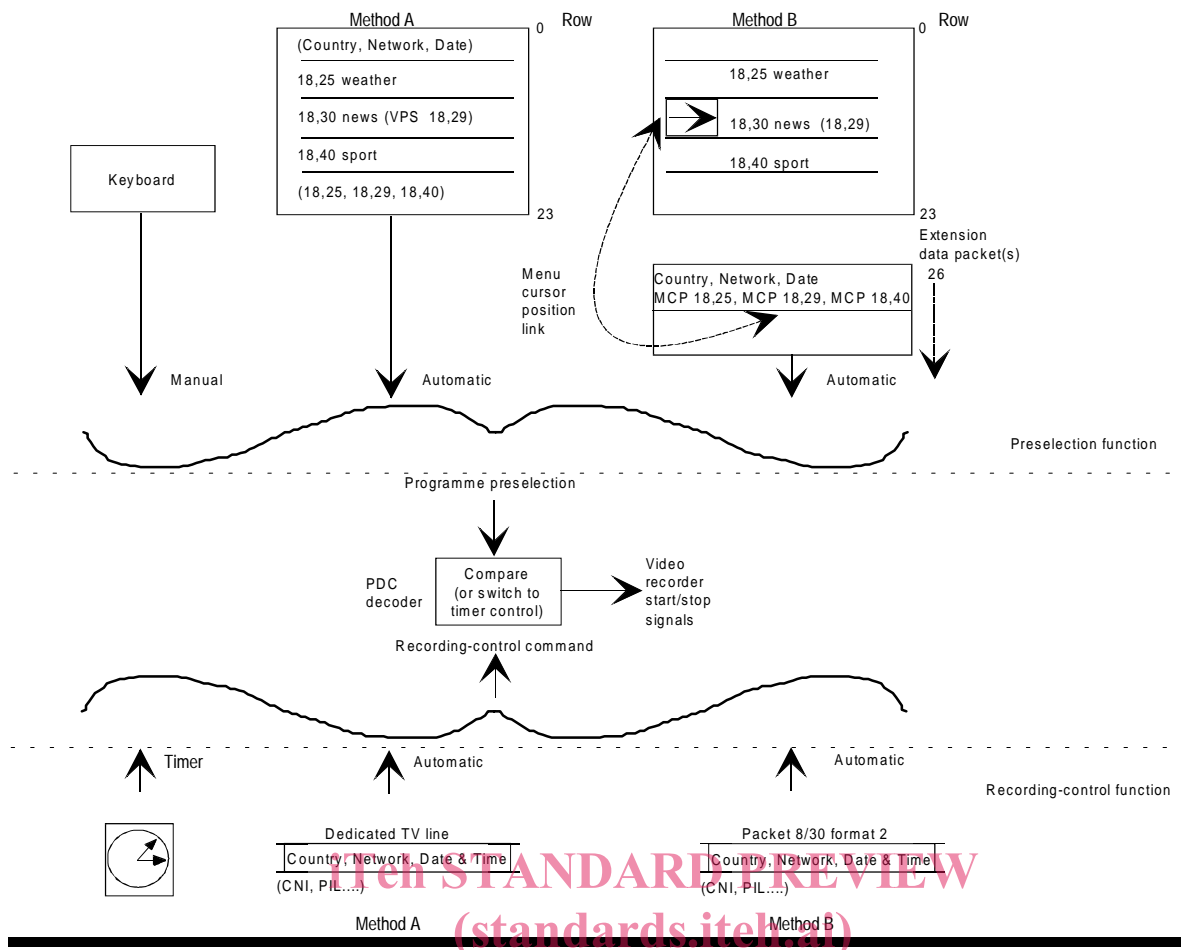 Method A
0 Row
(Country, Network, Date)
18,25 weather
18,30 news (VPS 18,29)
18,40 sport
(18,25, 18,29, 18,40)
23
Method B
0 Row
18,25 weather
18,30 news (18,29)
18,40 sport
23
Keyboard
Extension
data packet(s)
26
Menu
cursor
position
link
Country, Network, Date
MCP 18,25, MCP 18,29, MCP 18,40
Manual
Automatic
Automatic
Preselection function
Programme preselection
PDC
decoder
Compare
(or switch to
timer control)
Video
recorder
start/stop
signals
Recording-control command
Timer
Automatic
Automatic
Recording-control function
Dedicated TV line
Country, Network, Date & Time
(CNI, PIL....)
Method A
Packet 8/30 format 2
Country, Network, Date & Time
(CNI, PIL....)
Method B
iTeh STANDARD PREVIEW
(standards.iteh.ai)